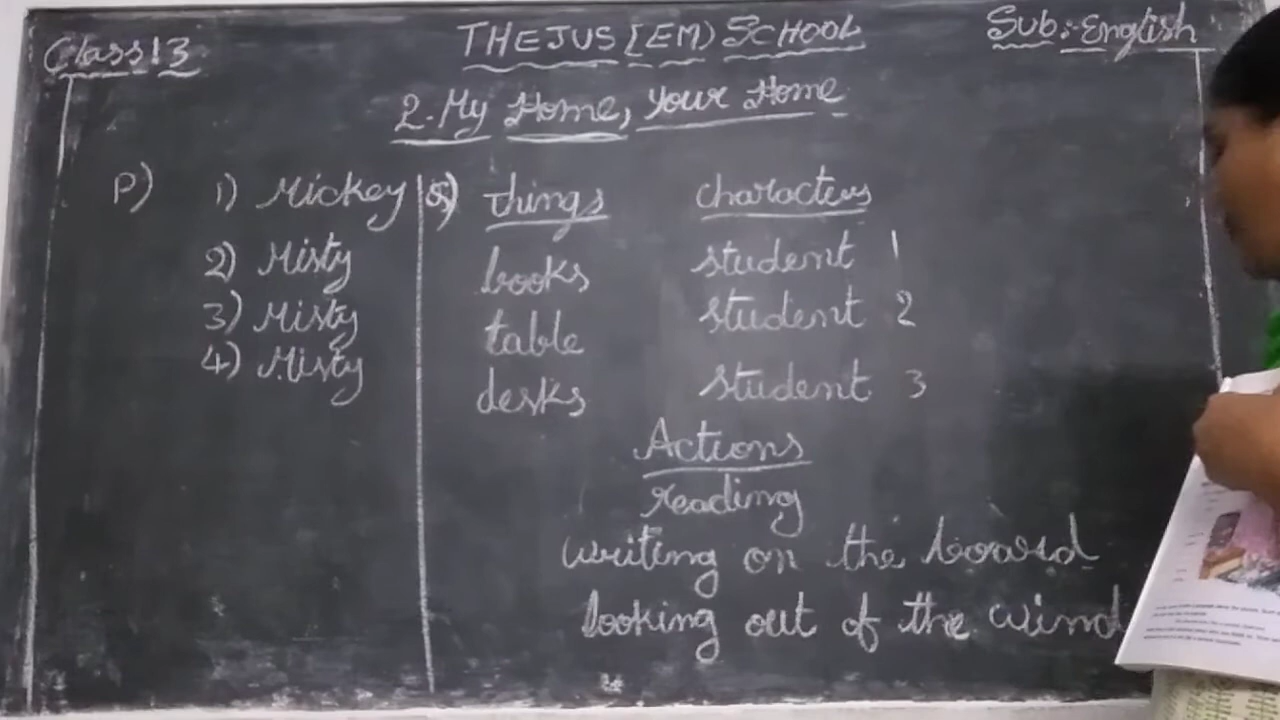 Class:3
THEJUS [EM) SCHOOL
Sub:-English
2. My Home, Your Home
P) 1) Mickey
2) Misty
3) Misty
4) Misty
5) things characters
books student 1
table student 2
desks student 3
Actions
reading
writing on the board
looking out of the wind